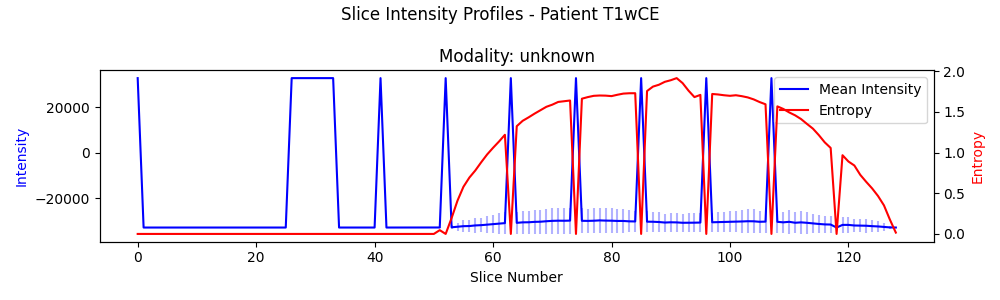 Slice Intensity Profiles - Patient T1wCE
Modality: unknown
Intensity
20000
0
−20000
Mean Intensity
Entropy
2.0
1.5
1.0
0.5
0.0
Entropy
0 20 40 60 80 100 120
Slice Number